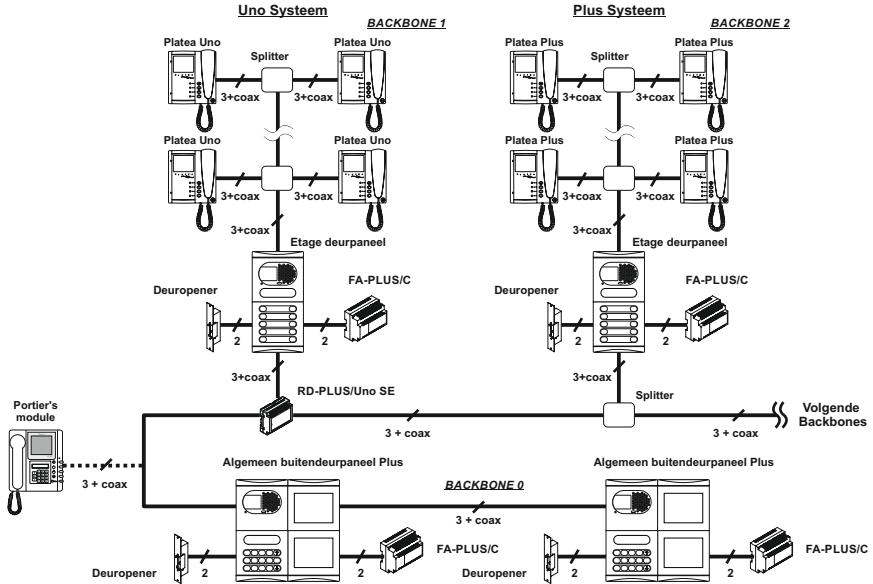 Uno Systeem
Plus Systeem
BACKBONE 1
BACKBONE 2
Platea Uno
Splitter
Platea Uno
Platea Plus
Splitter
Platea Plus
3+coax
3+coax
3+coax
3+coax
Platea Uno
Platea Uno
Platea Plus
Platea Plus
3+coax
3+coax
3+coax
3+coax
3+coax
3+coax
Etage deurpaneel
Etage deurpaneel
Deuropener
FA-PLUS/C
Deuropener
FA-PLUS/C
2
2
2
2
3+coax
3+coax
RD-PLUS/Uno SE
Splitter
Portier's
module
Volgende
Backbones
3 + coax
3 + coax
Algemeen buitendeurpaneel Plus
Algemeen buitendeurpaneel Plus
3 + coax
BACKBONE 0
3 + coax
FA-PLUS/C
FA-PLUS/C
Deuropener
2
2
Deuropener
2
2